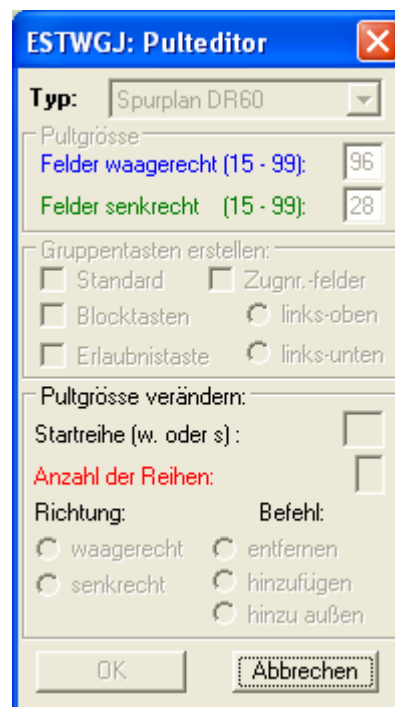 ESTWGJ: Pulteditor
Typ: Spurplan DR60
Pultgrösse
Felder waagerecht (15 - 99): 96
Felder senkrecht (15 - 99): 28
Gruppentasten erstellen:
Standard Zugnr.-felder
Blocktasten links-oben
Erlaubnistaste links-unten
Pultgrösse verändern:
Startreihe (w. oder s) :
Anzahl der Reihen:
Richtung: Befehl:
waagerecht entfernen
senkrecht hinzufügen
hinzu außen
OK Abbrechen